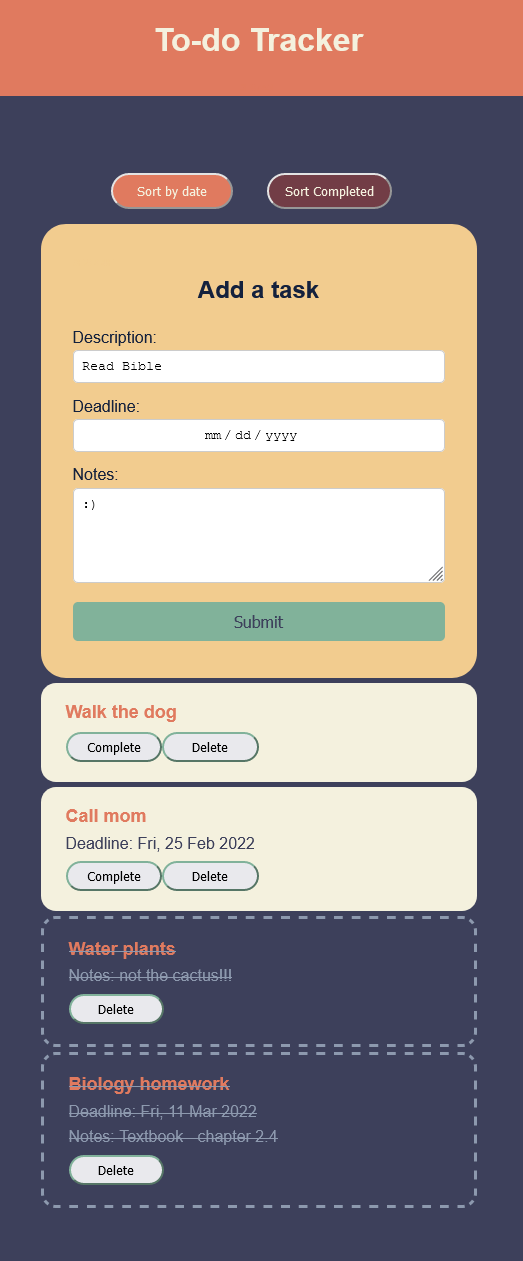 To-do Tracker
Sort by date Sort Completed
Add a task
Description:
Read Bible
Deadline:
mm / dd / yyyy
Notes:
:)
Submit
Walk the dog
Complete Delete
Call mom
Deadline: Fri, 25 Feb 2022
Complete Delete
Water plants
Notes: not the cactus!!!
Delete
Biology homework
Deadline: Fri, 11 Mar 2022
Notes: Textbook - chapter 2.4
Delete